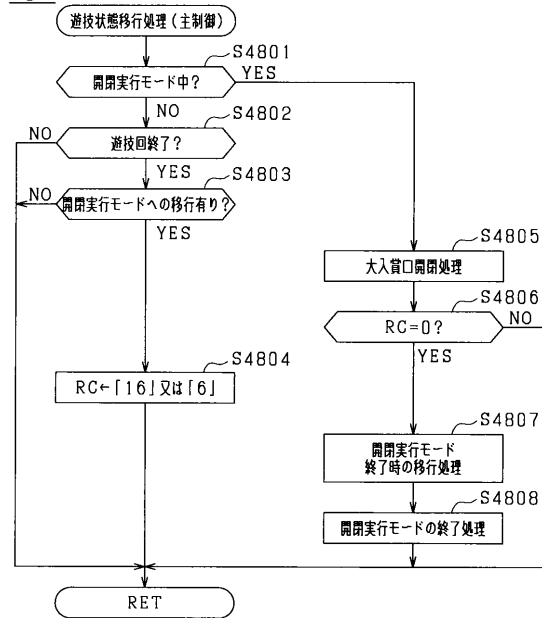 遊技状態移行処理(主制御)
S4801
開閉実行モード中?
YES
NO
S4802
NO
遊技回終了?
YES
S4803
NO
開閉実行モードへの移行有り?
YES
S4805
大入賞口開閉処理
S4806
RC=0?
NO
YES
S4804
RC←「16」又は「6」
S4807
開閉実行モード
終了時の移行処理
S4808
開閉実行モードの終了処理
RET